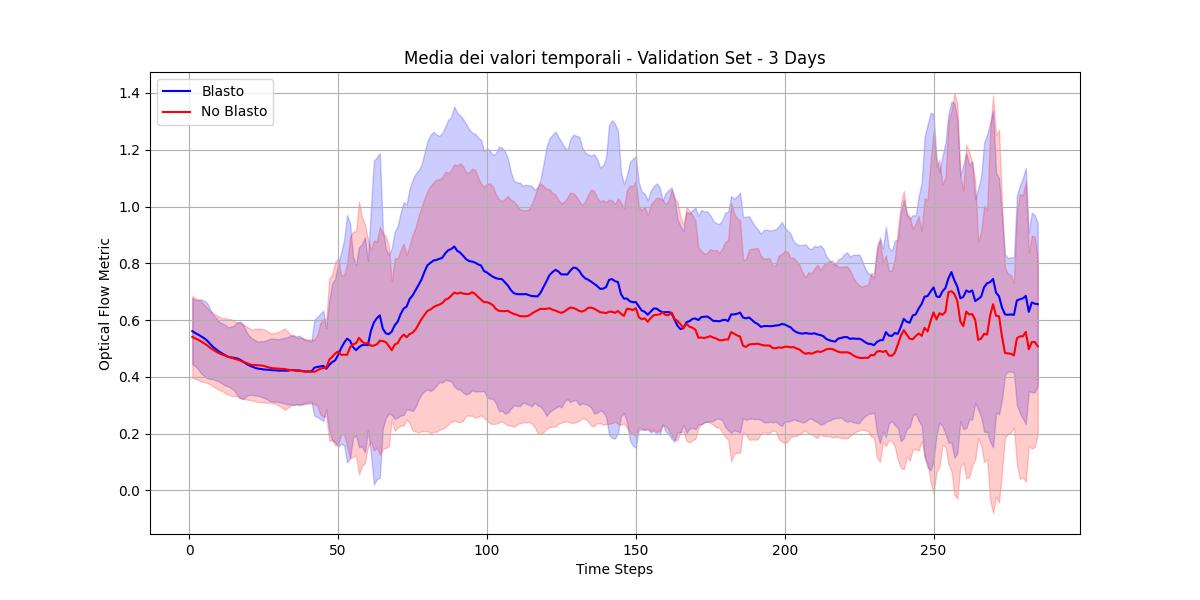 Media dei valori temporali - Validation Set - 3 Days
Blasto
No Blasto
Optical Flow Metric
1.4
1.2
1.0
0.8
0.6
0.4
0.2
0.0
0 50 100 150 200 250
Time Steps